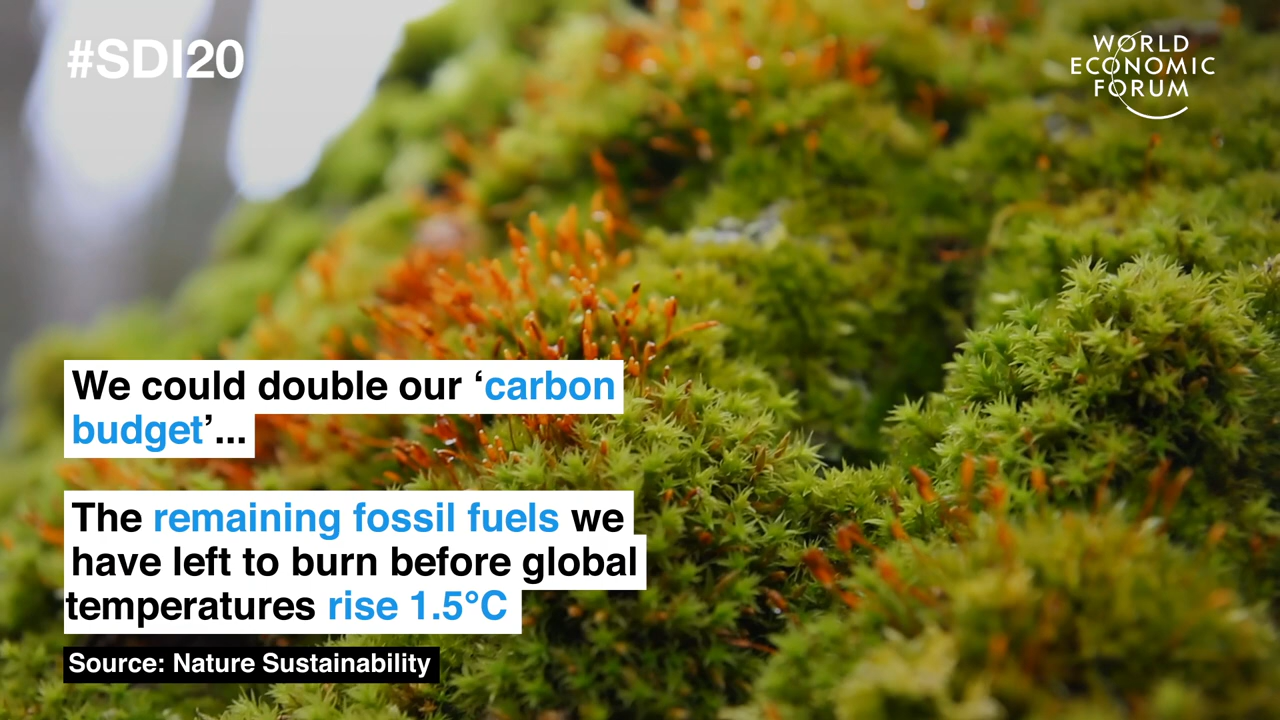 #SDI20
WORLD
ECONOMIC
FORUM
We could double our ‘carbon
budget’...
The remaining fossil fuels we
have left to burn before global
temperatures rise 1.5°C
Source: Nature Sustainability